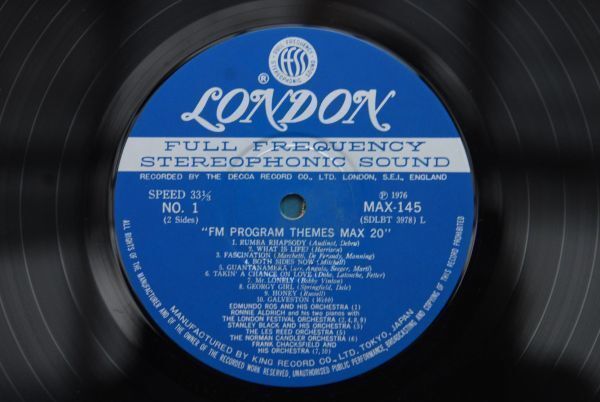 FULL FREQUENCY
FFSS
STEREOPHONIC SOUND
®
LONDON
FULL FREQUENCY
STEREOPHONIC SOUND
RECORDED BY THE DECCA RECORD CO., LTD. LONDON, S.E.I., ENGLAND
SPEED 33⅓
NO. 1
(2 Sides)
℗ 1976
MAX-145
(SDLBT 3978) L
"FM PROGRAM THEMES MAX 20"
1. RUMBA RHAPSODY (Audinot, Debru)
2. WHAT IS LIFE? (Harrison)
3. FASCINATION (Marchetti, De Feraudy, Manning)
4. BOTH SIDES NOW (Mitchell)
5. GUANTANAMERA (arr. Angulo, Seeger, Marti)
6. TAKIN' A CHANCE ON LOVE (Duke, Latouche, Fetter)
7. Mr. LONELY (Bobby Vinton)
8. GEORGY GIRL (Springfield, Dale)
9. HONEY (Russell)
10. GALVESTON (Webb)
EDMUNDO ROS AND HIS ORCHESTRA (1)
RONNIE ALDRICH and his two pianos with
THE LONDON FESTIVAL ORCHESTRA (2, 4, 8, 9)
STANLEY BLACK AND HIS ORCHESTRA (3)
THE LES REED ORCHESTRA (5)
THE NORMAN CANDLER ORCHESTRA (6)
FRANK CHACKSFIELD AND
HIS ORCHESTRA (7, 10)
MANUFACTURED BY KING RECORD CO., LTD. TOKYO, JAPAN
ALL RIGHTS OF THE MANUFACTURER AND OF THE OWNER OF THE RECORDED WORK RESERVED, UNAUTHORISED PUBLIC PERFORMANCE, BROADCASTING AND COPYING OF THIS RECORD PROHIBITED